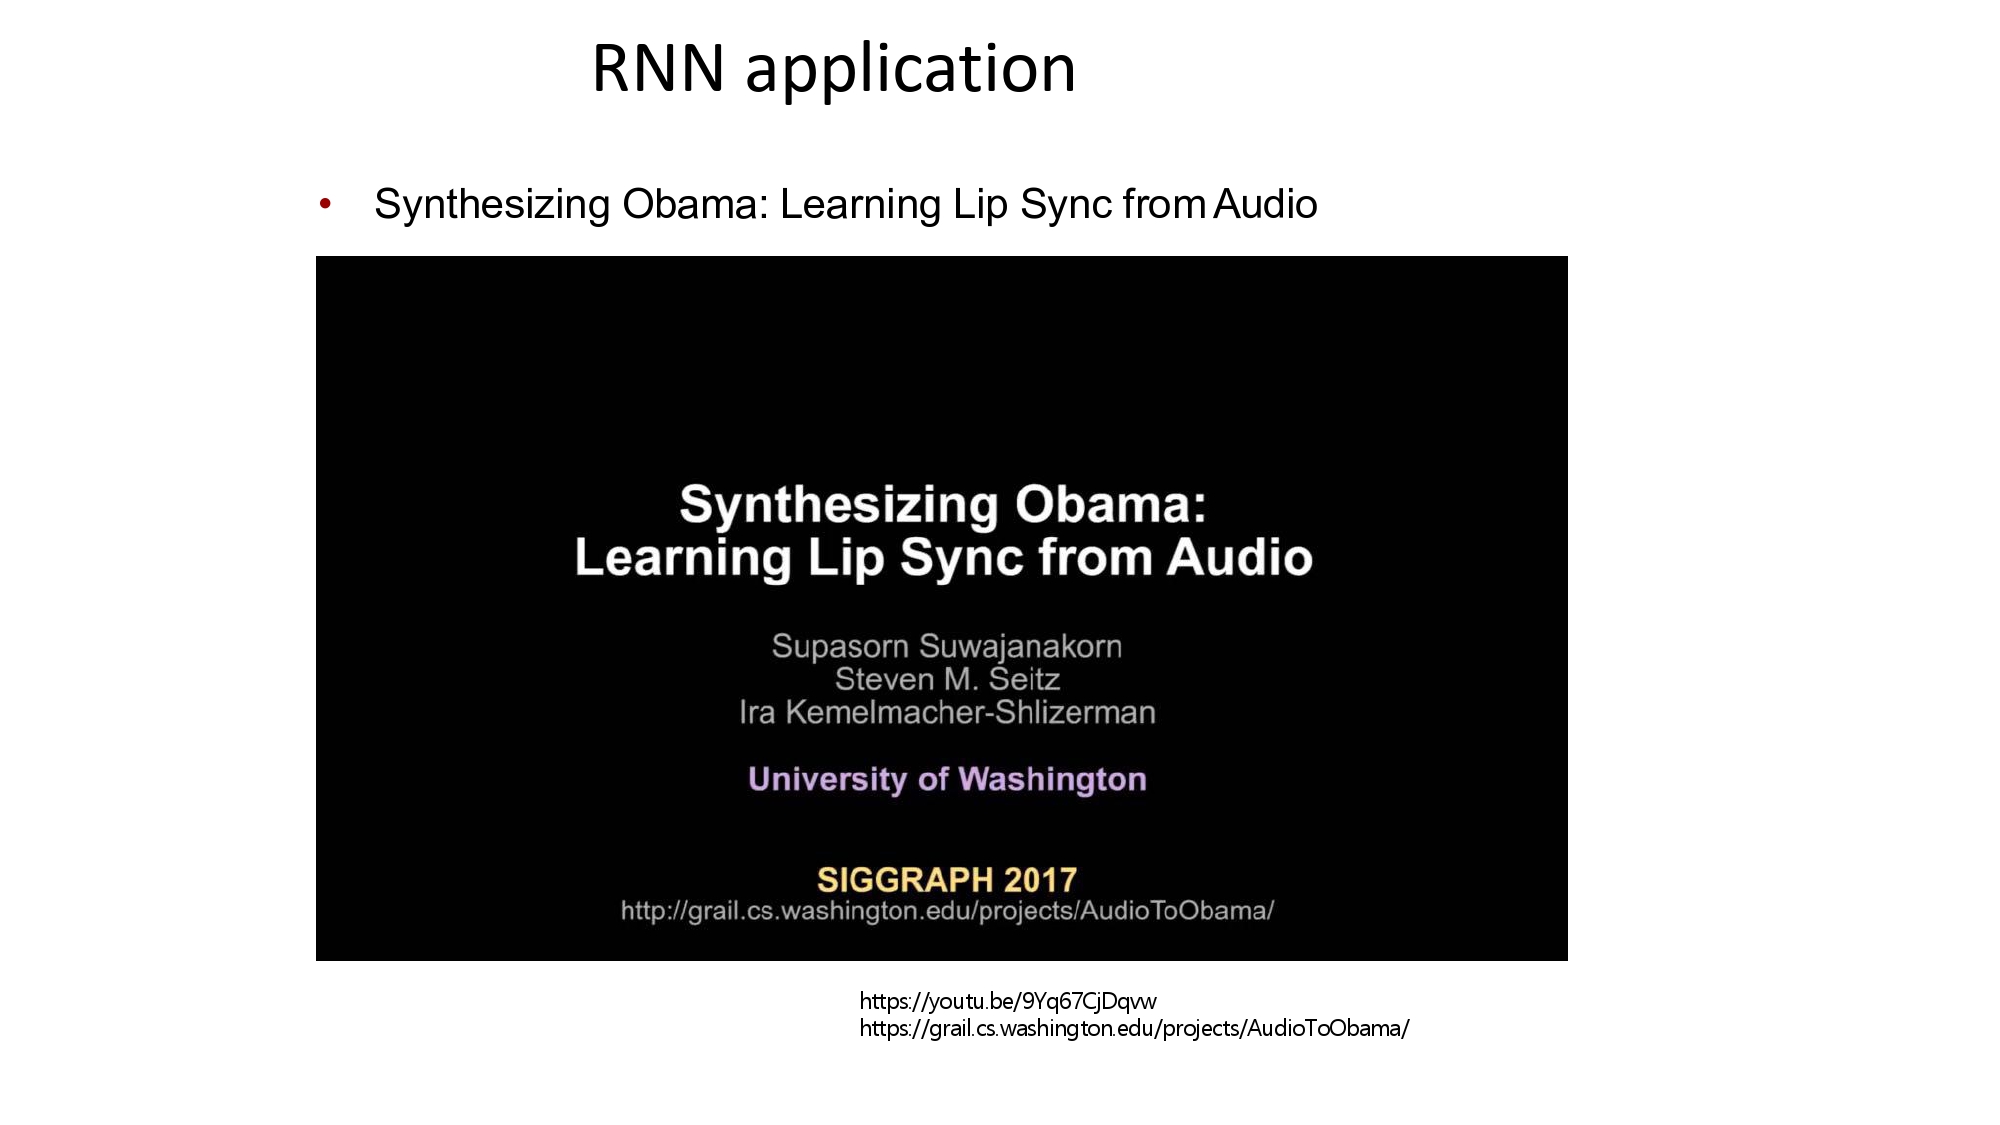 RNN application
• Synthesizing Obama: Learning Lip Sync from Audio
Synthesizing Obama:
Learning Lip Sync from Audio
Supasorn Suwajanakorn
Steven M. Seitz
Ira Kemelmacher-Shlizerman
University of Washington
SIGGRAPH 2017
http://grail.cs.washington.edu/projects/AudioToObama/
https://youtu.be/9Yq67CjDqvw
https://grail.cs.washington.edu/projects/AudioToObama/